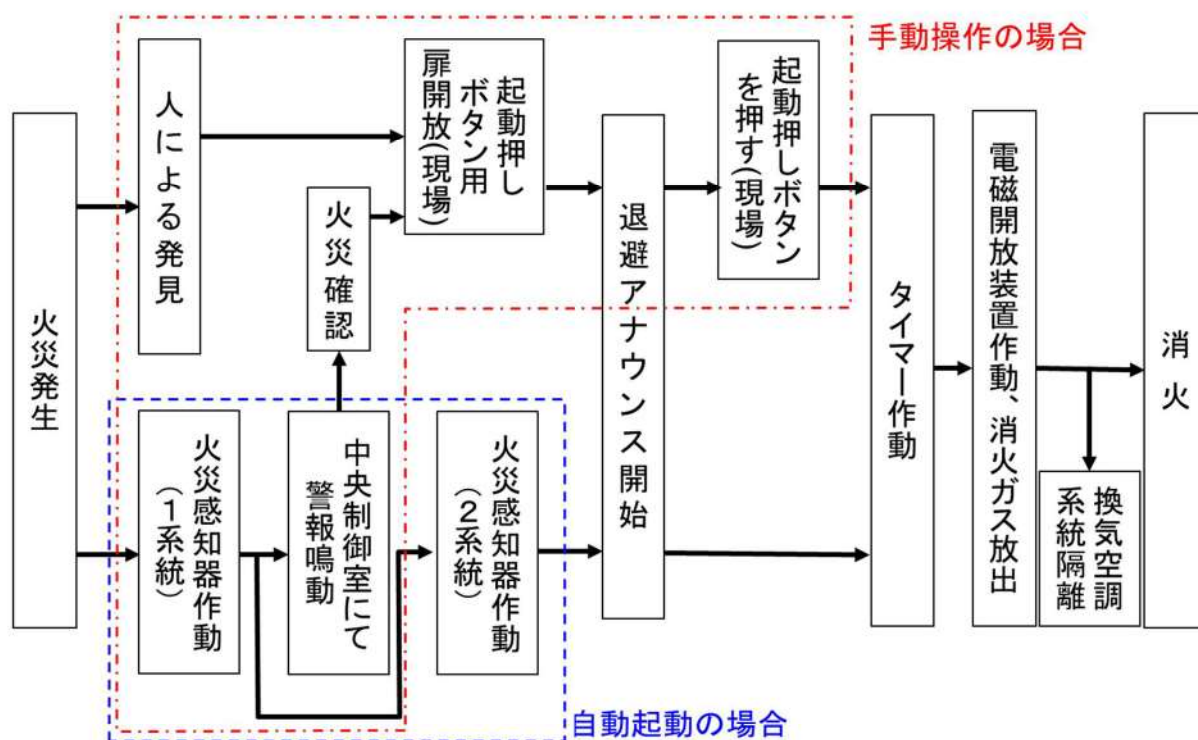 手動操作の場合
火災発生
人による発見
火災確認
起動押し
ボタン用
扉開放(現場)
退避アナウンス開始
起動押しボタン
を押す(現場)
タイマー作動
電磁開放装置作動、消火ガス放出
消火
火災感知器作動
(1系統)
中央制御室にて
警報鳴動
火災感知器作動
(2系統)
換気空調
系統隔離
自動起動の場合